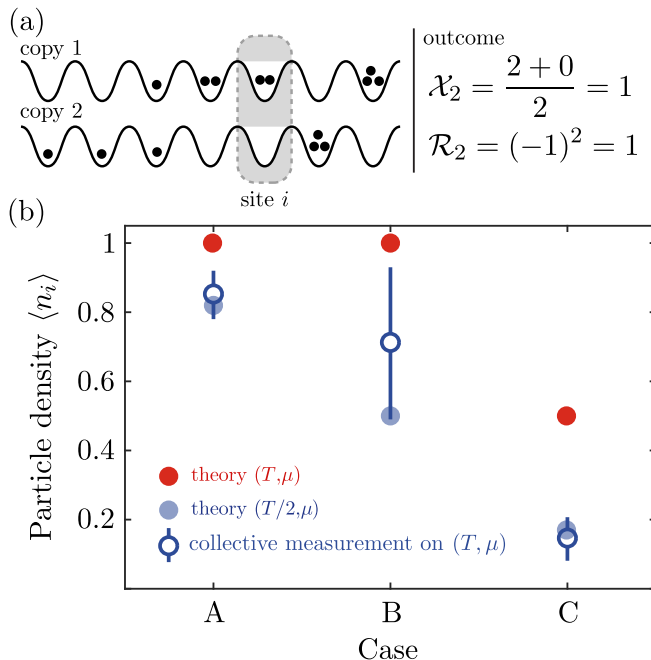 (a)
copy 1
copy 2
site i
outcome
𝒳₂ = (2 + 0)/2 = 1
ℛ₂ = (−1)² = 1
(b)
Particle density ⟨nᵢ⟩
1
0.8
0.6
0.4
0.2
theory (T,μ)
theory (T/2,μ)
collective measurement on (T, μ)
A B C
Case